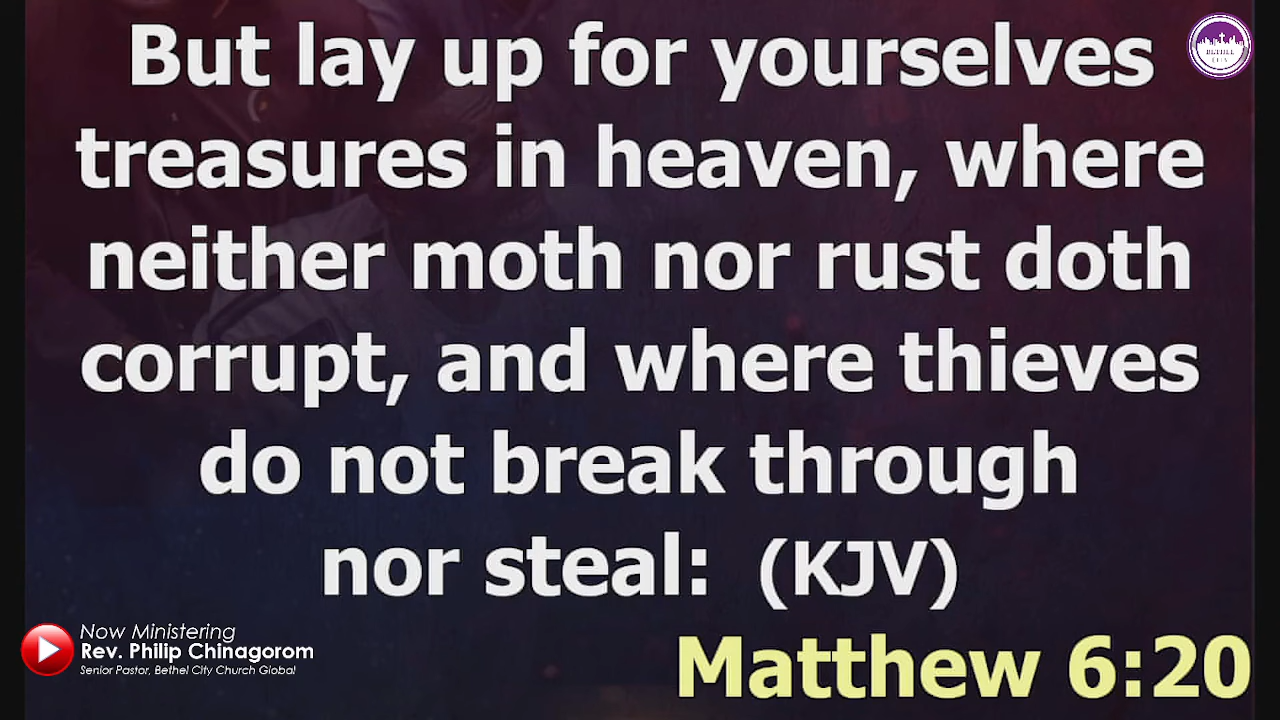 But lay up for yourselves
treasures in heaven, where
neither moth nor rust doth
corrupt, and where thieves
do not break through
nor steal: (KJV)
Matthew 6:20
Now Ministering
Rev. Philip Chinagorom
Senior Pastor, Bethel City Church Global
BETHEL
CITY